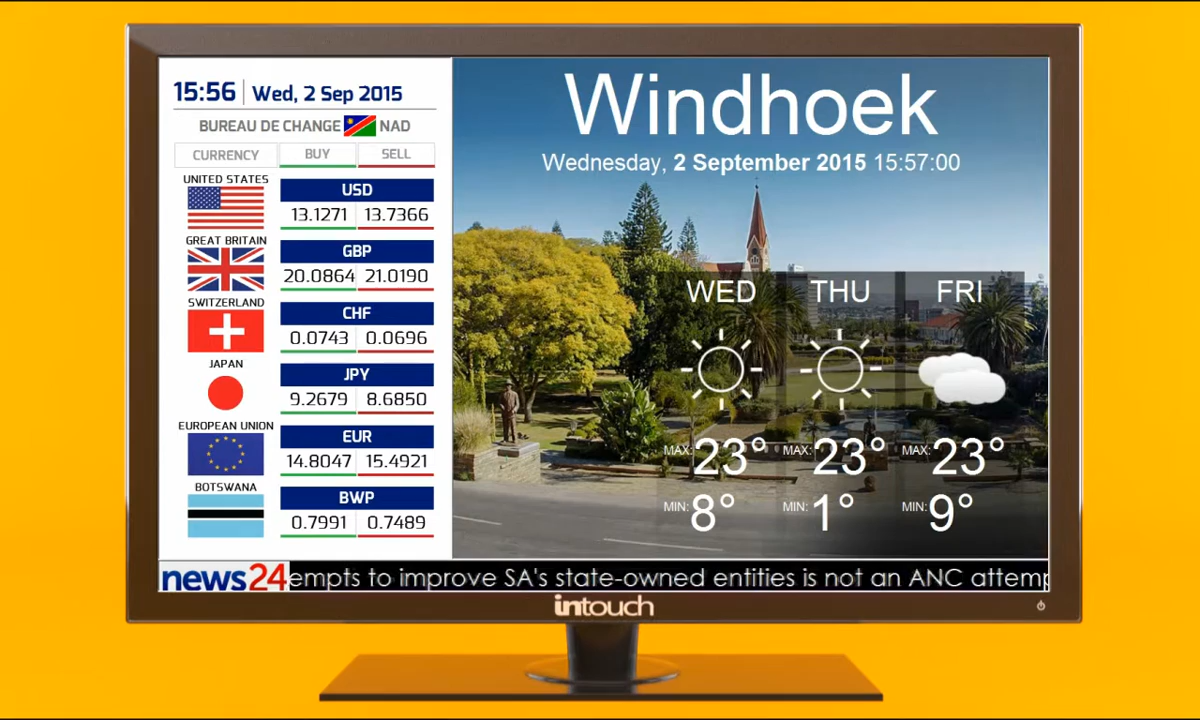 15:56 Wed, 2 Sep 2015
BUREAU DE CHANGE NAD
CURRENCY BUY SELL
UNITED STATES
USD
13.1271 13.7366
GREAT BRITAIN
GBP
20.0864 21.0190
SWITZERLAND
CHF
0.0743 0.0696
JAPAN
JPY
9.2679 8.6850
EUROPEAN UNION
EUR
14.8047 15.4921
BOTSWANA
BWP
0.7991 0.7489
Windhoek
Wednesday, 2 September 2015 15:57:00
WED THU FRI
MAX: 23° MAX: 23° MAX: 23°
MIN: 8° MIN: 1° MIN: 9°
news24 empts to improve SA's state-owned entities is not an ANC attemp
intouch